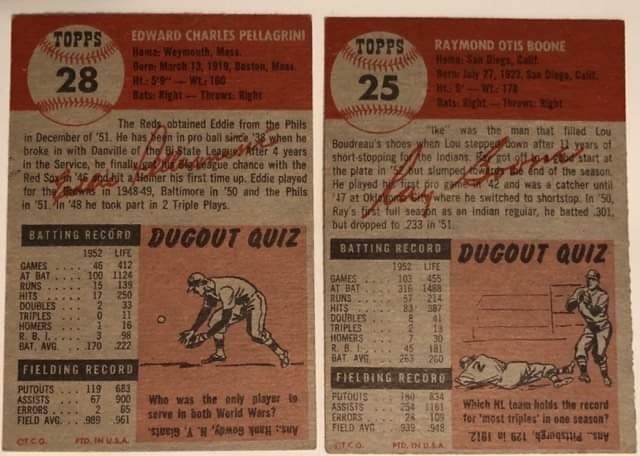 TOPPS
28
EDWARD CHARLES PELLAGRINI
Home: Weymouth, Mass.
Born: March 13, 1919, Boston, Mass.
Ht.: 5'9" — Wt.: 160
Bats: Right — Throws: Right
The Reds obtained Eddie from the Phils
in December of '51. He has been in pro ball since '38 when he
broke in with Danville of the Bi-State League. After 4 years
in the Service, he finally got his big league chance with the
Red Sox in '46 and hit a Homer his first time up. Eddie played
for the Browns in 1948-49, Baltimore in '50 and the Phils
in '51. In '48 he took part in 2 Triple Plays.
BATTING RECORD
1952 LIFE
GAMES 46 412
AT BAT 100 1124
RUNS 15 139
HITS 17 250
DOUBLES 2 33
TRIPLES 0 11
HOMERS 1 16
R. B. I. 3 98
BAT. AVG. .170 .222
FIELDING RECORD
PUTOUTS 119 683
ASSISTS 67 900
ERRORS 2 65
FIELD AVG. .989 .961
©T.C.G. PTD. IN U.S.A.
DUGOUT QUIZ
Who was the only player to
serve in both World Wars?
Ans.: Hank Gowdy, N. Y. Giants.
TOPPS
25
RAYMOND OTIS BOONE
Home: San Diego, Calif.
Born: July 27, 1923, San Diego, Calif.
Ht.: 6' — Wt.: 178
Bats: Right — Throws: Right
"Ike" was the man that filled Lou
Boudreau's shoes when Lou stepped down after 11 years of
short-stopping for the Indians. Ray got off to a good start at the
plate in '52 but slumped towards the end of the season.
He played his first pro game in '42 and was a catcher until
'47 at Oklahoma City where he switched to shortstop. In '50,
Ray's first full season as an Indian regular, he batted .301,
but dropped to .233 in '51.
BATTING RECORD
1952 LIFE
GAMES 103 455
AT BAT 316 1488
RUNS 57 214
HITS 83 387
DOUBLES 8 41
TRIPLES 2 13
HOMERS 7 30
R. B. I. 45 181
BAT. AVG. .263 .260
FIELDING RECORD
PUTOUTS 180 834
ASSISTS 254 1161
ERRORS 28 109
FIELD AVG. .939 .948
©T.C.G. PTD. IN U.S.A.
DUGOUT QUIZ
Which NL team holds the record
for 'most triples' in one season?
Ans.: Pittsburgh, 129 in 1912.
Ray Boone